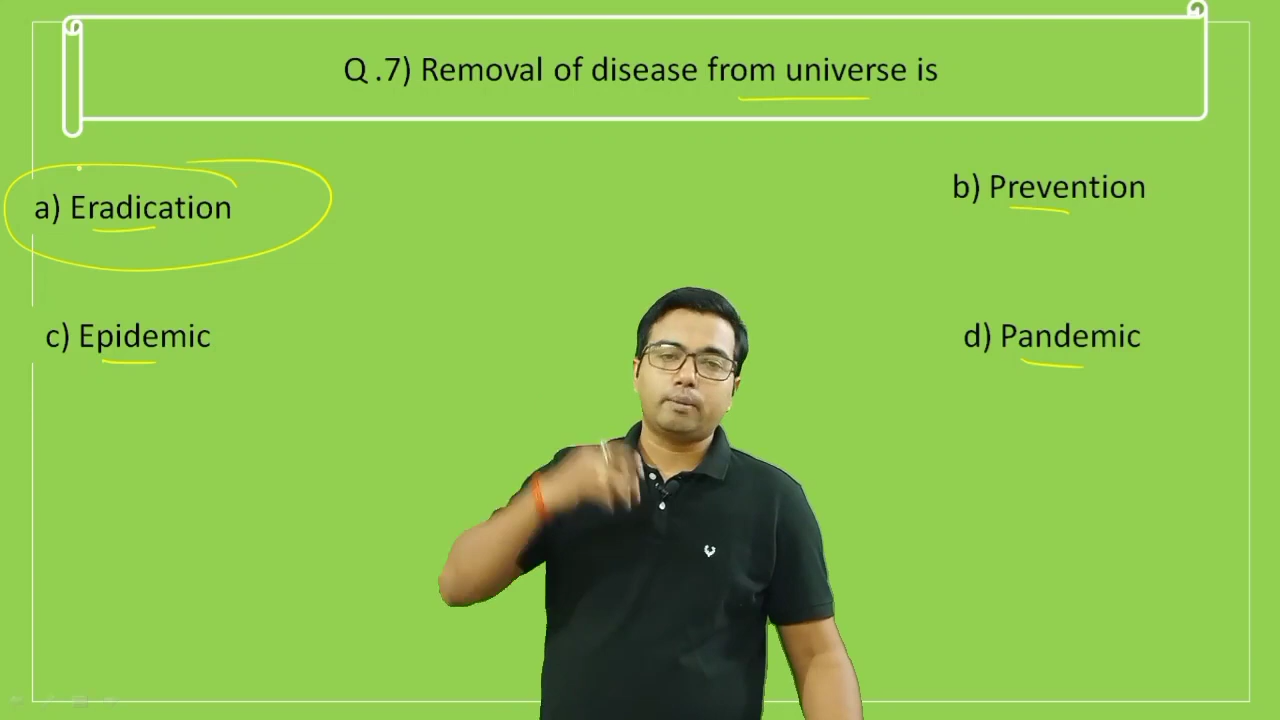 Q .7) Removal of disease from universe is
a) Eradication
b) Prevention
c) Epidemic
d) Pandemic